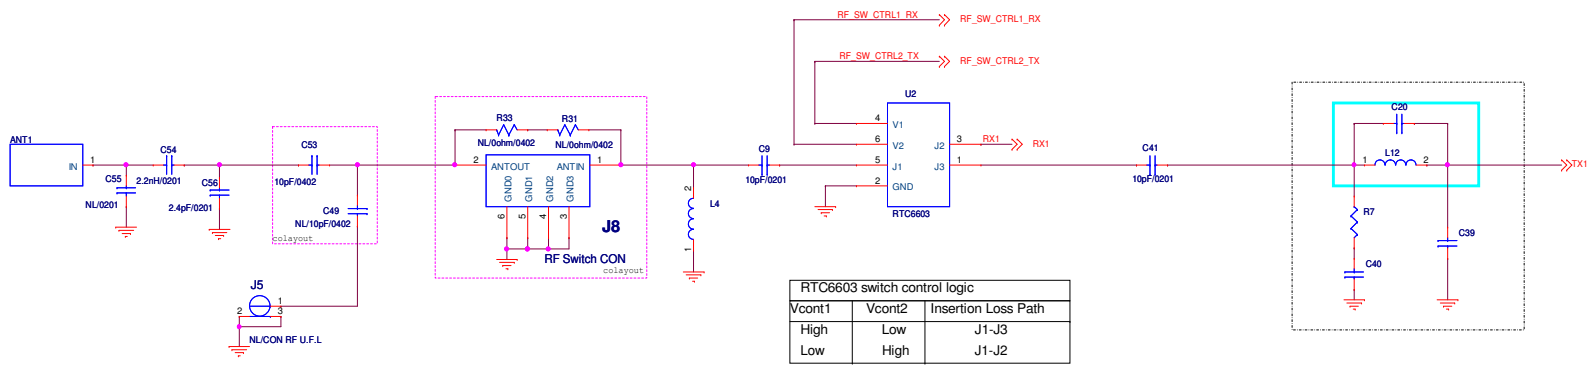 RF_SW_CTRL1_RX
RF_SW_CTRL1_RX
RF_SW_CTRL2_TX
RF_SW_CTRL2_TX
ANT1
IN
1
C54
2.2nH/0201
C55
NL/0201
C56
2.4pF/0201
C53
10pF/0402
C49
NL/10pF/0402
colayout
J5
1
2
3
NL/CON RF U.F.L
R33
NL/0ohm/0402
R31
NL/0ohm/0402
2
ANTOUT
ANTIN
1
GND0
GND1
GND2
GND3
6
5
4
3
J8
RF Switch CON
colayout
2
L4
1
C9
10pF/0201
U2
4
V1
6
V2
5
J1
2
GND
J2
3
J3
1
RTC6603
RX1
RX1
C41
10pF/0201
C20
L12
1
2
R7
C40
C39
TX1
RTC6603 switch control logic
Vcont1 Vcont2 Insertion Loss Path
High Low J1-J3
Low High J1-J2